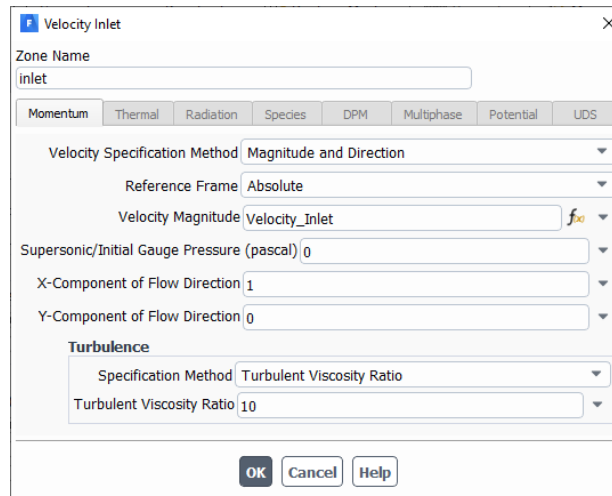 F Velocity Inlet
Zone Name
inlet
Momentum Thermal Radiation Species DPM Multiphase Potential UDS
Velocity Specification Method Magnitude and Direction
Reference Frame Absolute
Velocity Magnitude Velocity_Inlet f(x)
Supersonic/Initial Gauge Pressure (pascal) 0
X-Component of Flow Direction 1
Y-Component of Flow Direction 0
Turbulence
Specification Method Turbulent Viscosity Ratio
Turbulent Viscosity Ratio 10
OK Cancel Help